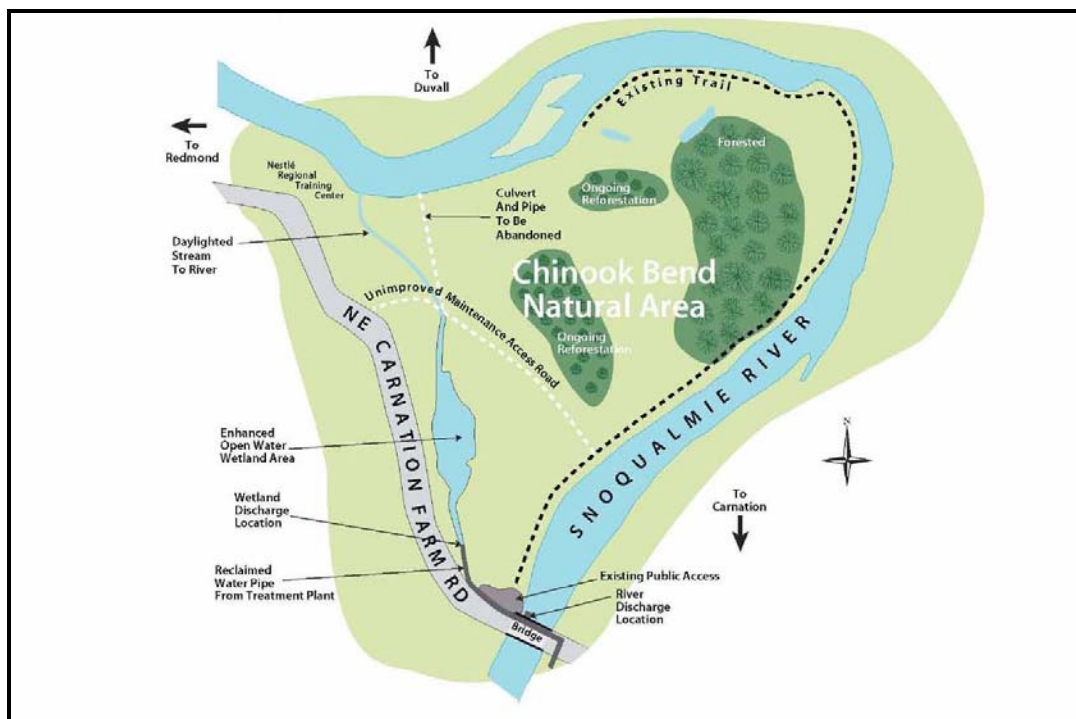 To
Duvall
To
Redmond
Existing Trail
Forested
Nestlé
Regional
Training
Center
Culvert
And Pipe
To Be
Abandoned
Ongoing
Reforestation
Daylighted
Stream
To River
Chinook Bend
Natural Area
Unimproved Maintenance Access Road
Ongoing
Reforestation
NE CARNATION FARM RD
SNOQUALMIE RIVER
N
Enhanced
Open Water
Wetland Area
To
Carnation
Wetland
Discharge
Location
Reclaimed
Water Pipe
From Treatment Plant
Existing Public Access
River
Discharge
Location
Bridge